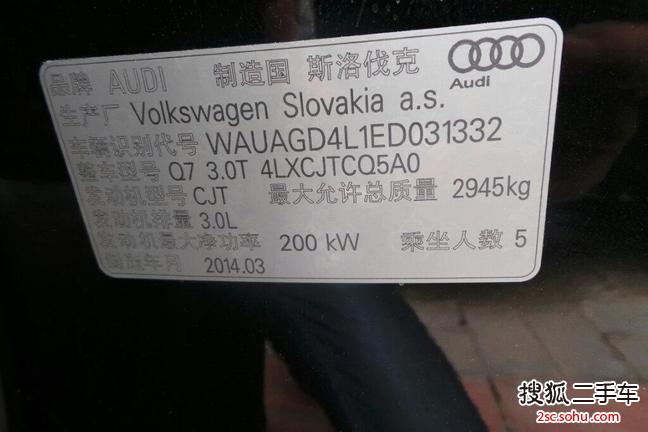 品牌 AUDI 制造国 斯洛伐克
Audi
生产厂 Volkswagen Slovakia a.s.
车辆识别代号 WAUAGD4L1ED031332
整车型号 Q7 3.0T 4LXCJTCQ5A0
发动机型号 CJT 最大允许总质量 2945kg
发动机排量 3.0L
发动机最大净功率 200 kW 乘坐人数 5
制造年月 2014.03
搜狐二手车
2sc.sohu.com